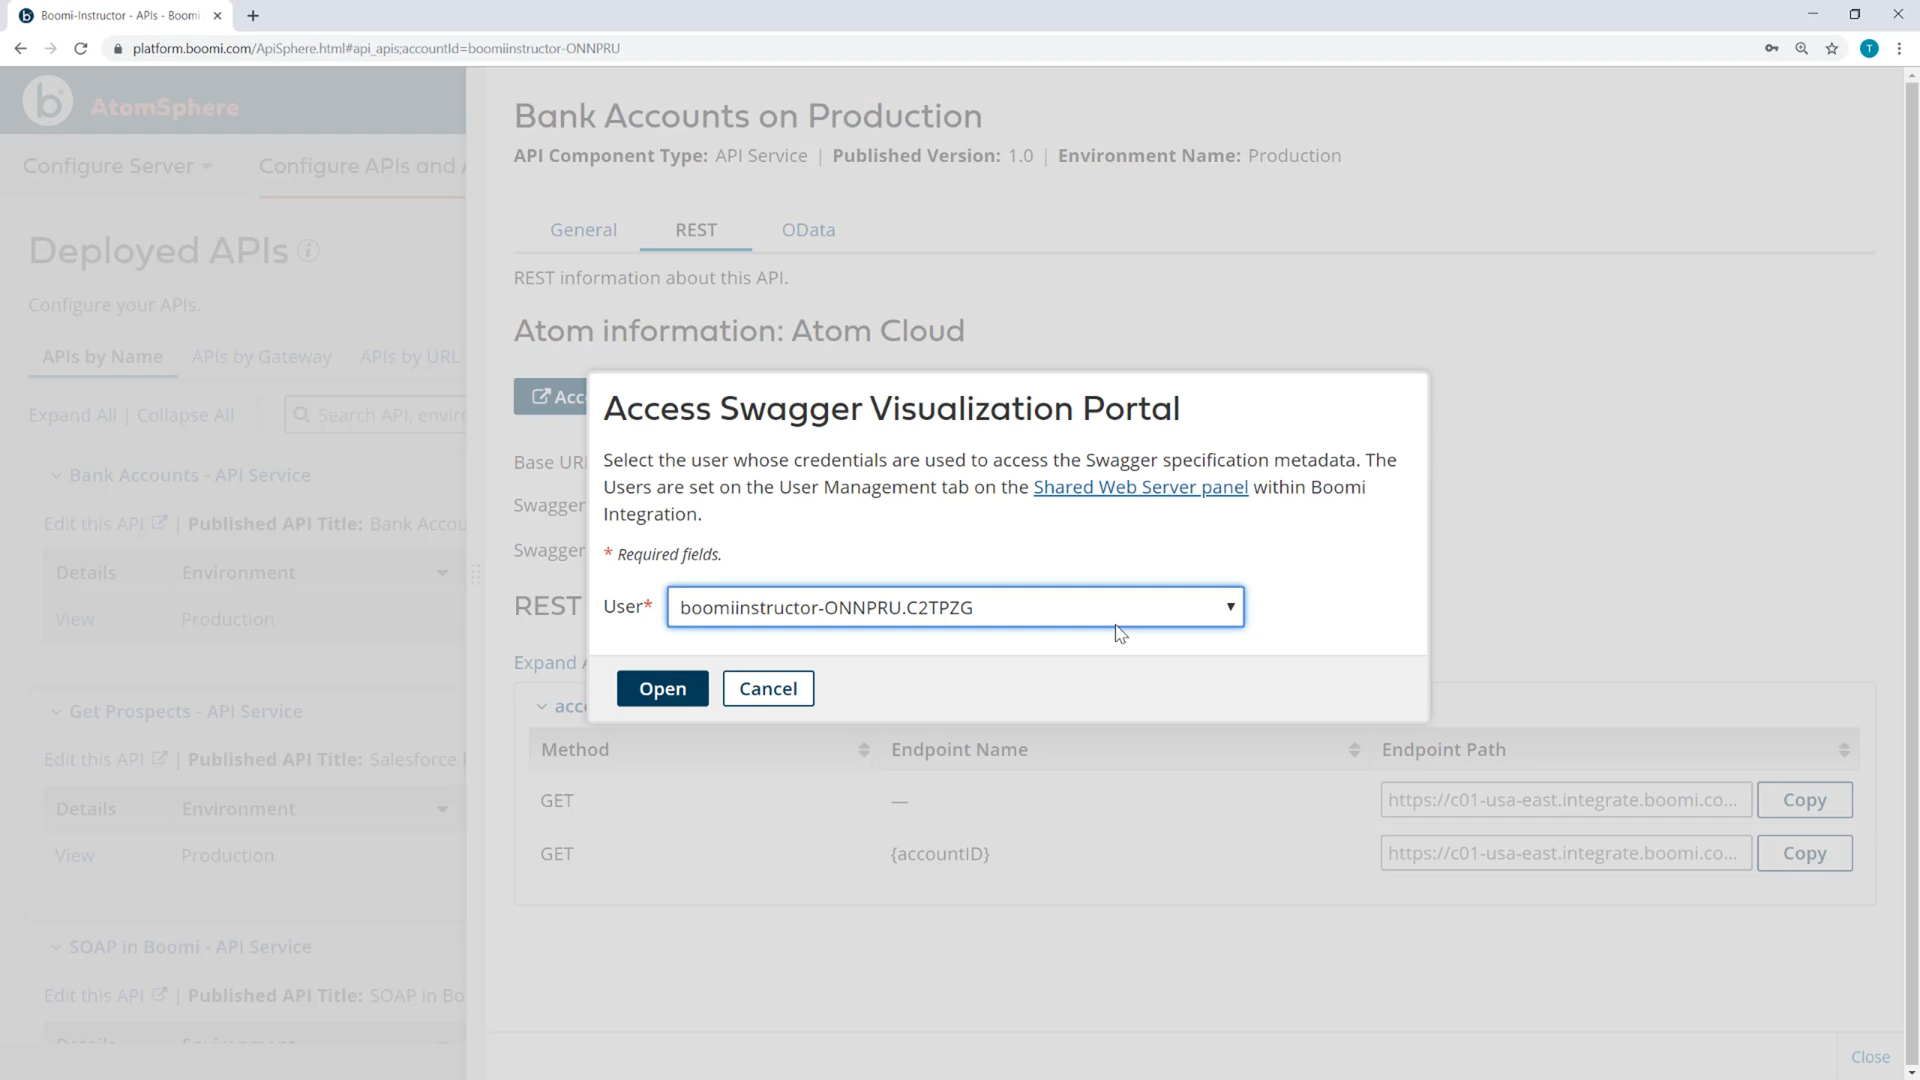 Boomi-Instructor - APIs - Boomi
platform.boomi.com/ApiSphere.html#api_apis;accountId=boomiinstructor-ONNPRU
T
b AtomSphere
Configure Server
Configure APIs and A
Deployed APIs
i
Configure your APIs.
APIs by Name
APIs by Gateway
APIs by URL
Expand All | Collapse All
Search API, enviro
Bank Accounts - API Service
Edit this API | Published API Title: Bank Accou
Details Environment
View Production
Get Prospects - API Service
Edit this API | Published API Title: Salesforce
Details Environment
View Production
SOAP in Boomi - API Service
Edit this API | Published API Title: SOAP in Bo
Details Environment
Bank Accounts on Production
API Component Type: API Service | Published Version: 1.0 | Environment Name: Production
General
REST
OData
REST information about this API.
Atom information: Atom Cloud
Acc
Base URL
Swagger
Swagger
REST
Expand A
acco
Access Swagger Visualization Portal
Select the user whose credentials are used to access the Swagger specification metadata. The
Users are set on the User Management tab on the Shared Web Server panel within Boomi
Integration.
* Required fields.
User* boomiinstructor-ONNPRU.C2TPZG
Open
Cancel
Method Endpoint Name Endpoint Path
GET — https://c01-usa-east.integrate.boomi.co... Copy
GET {accountID} https://c01-usa-east.integrate.boomi.co... Copy
Close